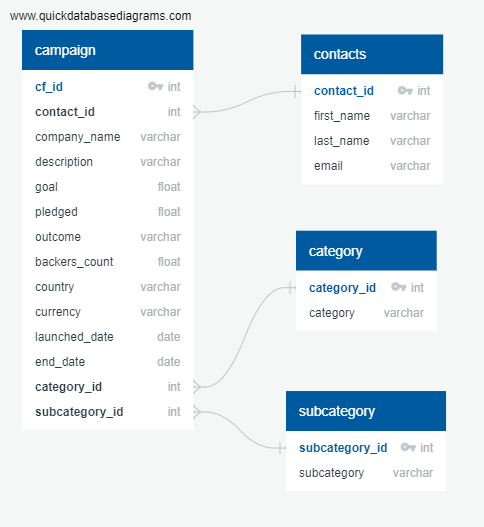 www.quickdatabasediagrams.com
campaign
cf_id int
contact_id int
company_name varchar
description varchar
goal float
pledged float
outcome varchar
backers_count float
country varchar
currency varchar
launched_date date
end_date date
category_id int
subcategory_id int
contacts
contact_id int
first_name varchar
last_name varchar
email varchar
category
category_id int
category varchar
subcategory
subcategory_id int
subcategory varchar